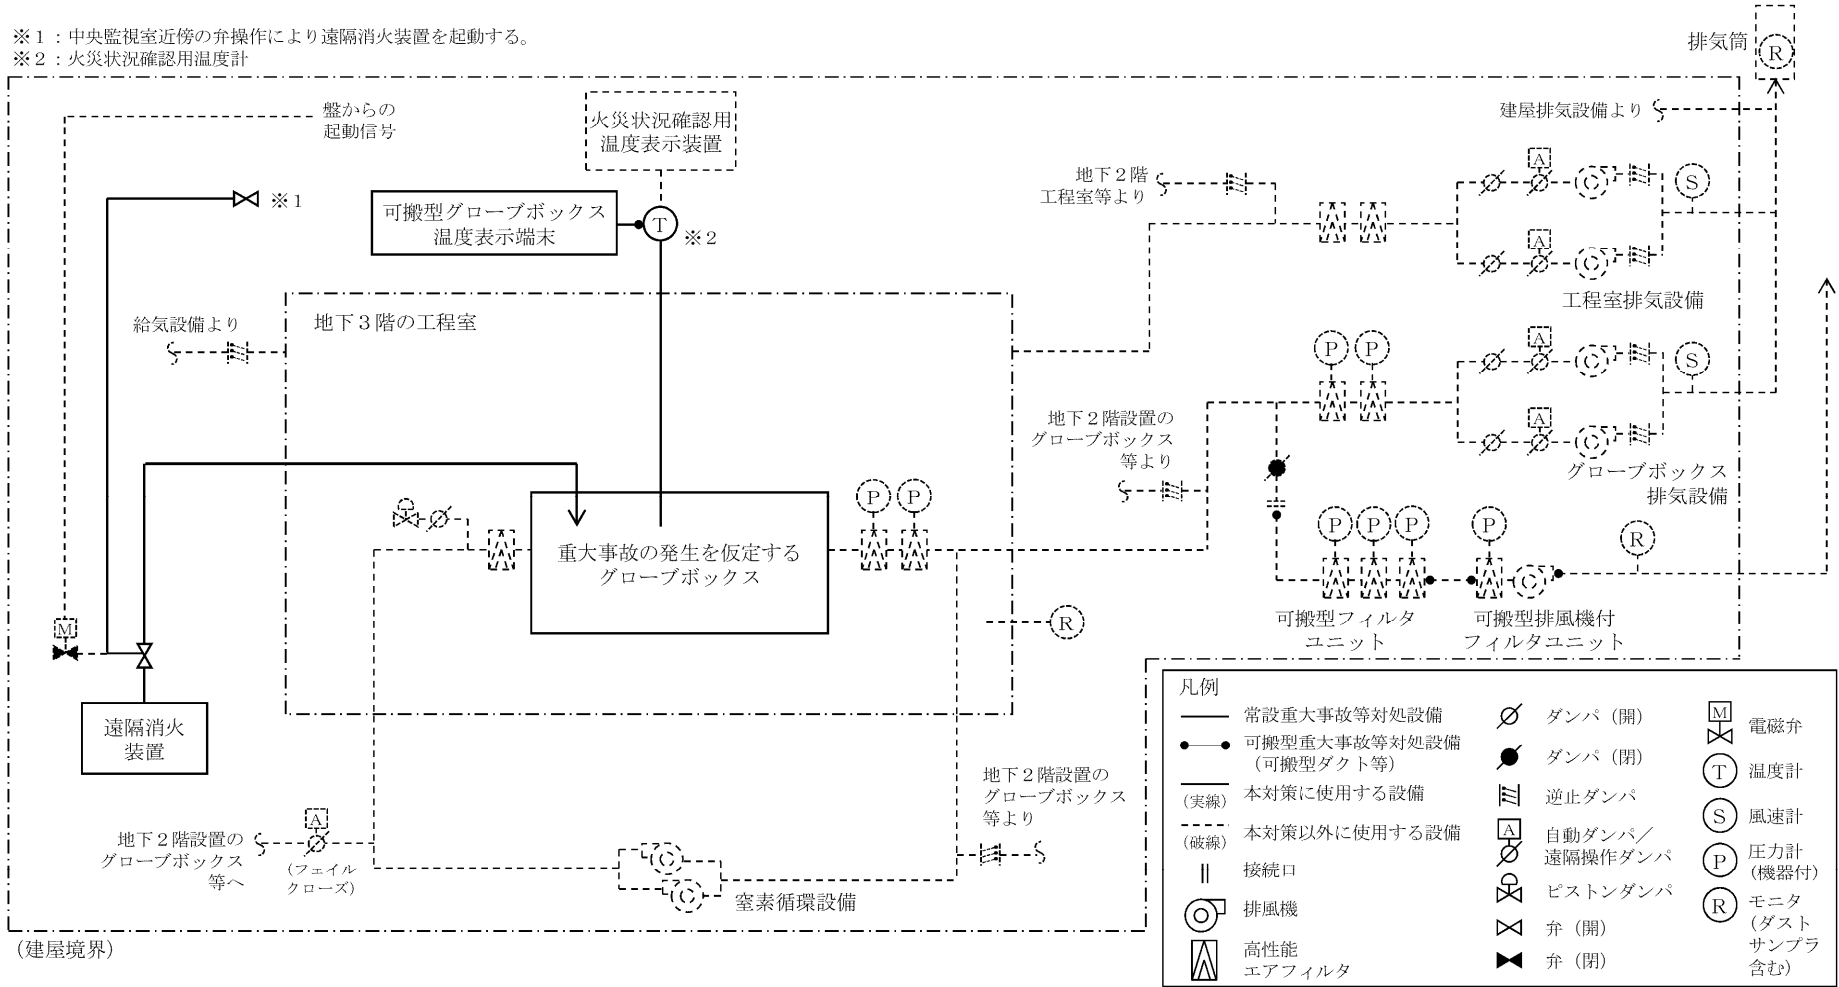 ※１：中央監視室近傍の弁操作により遠隔消火装置を起動する。
※２：火災状況確認用温度計
排気筒
R
盤からの
起動信号
火災状況確認用
温度表示装置
建屋排気設備より
※１
可搬型グローブボックス
温度表示端末
T
※２
地下２階
工程室等より
A
S
A
工程室排気設備
給気設備より
地下３階の工程室
P
P
A
S
A
グローブボックス
排気設備
地下２階設置の
グローブボックス
等より
P
P
重大事故の発生を仮定する
グローブボックス
P
P
P
P
R
可搬型フィルタ
ユニット
可搬型排風機付
フィルタユニット
R
M
遠隔消火
装置
地下２階設置の
グローブボックス
等へ
A
（フェイル
クローズ）
窒素循環設備
地下２階設置の
グローブボックス
等より
（建屋境界）
凡例
常設重大事故等対処設備
可搬型重大事故等対処設備
（可搬型ダクト等）
（実線）
本対策に使用する設備
（破線）
本対策以外に使用する設備
接続口
排風機
高性能
エアフィルタ
ダンパ（開）
ダンパ（閉）
逆止ダンパ
A
自動ダンパ／
遠隔操作ダンパ
ピストンダンパ
弁（開）
弁（閉）
M
電磁弁
T
温度計
S
風速計
P
圧力計
（機器付）
R
モニタ
（ダスト
サンプラ
含む）